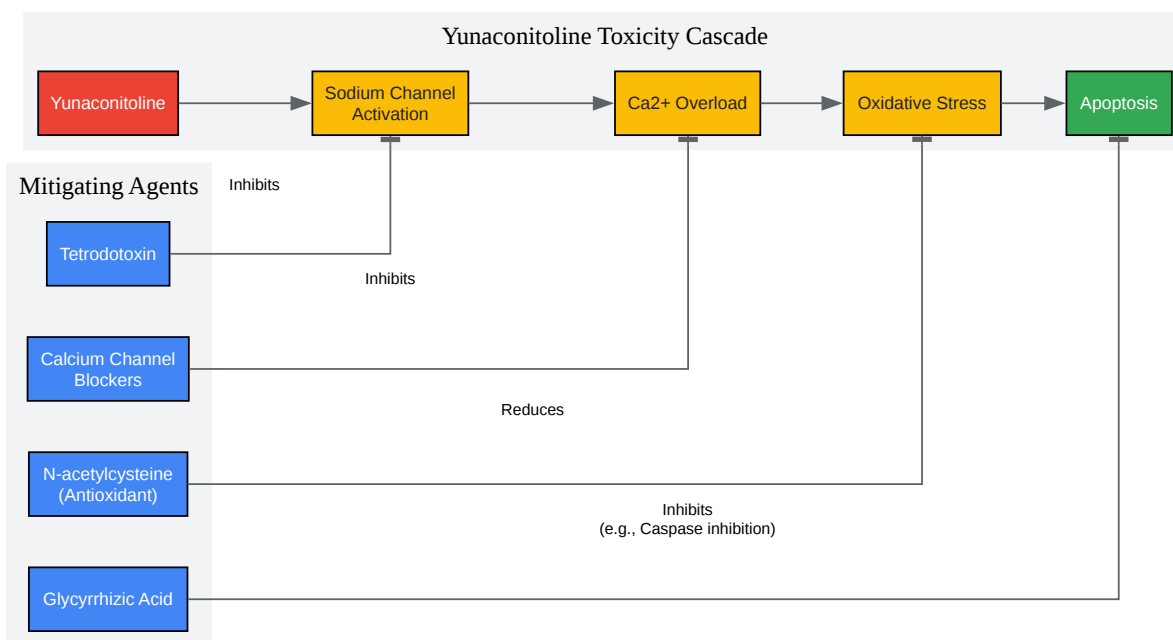 Yunaconitoline Toxicity Cascade
Yunaconitoline
Sodium Channel
Activation
Ca2+ Overload
Oxidative Stress
Apoptosis
Mitigating Agents
Inhibits
Tetrodotoxin
Inhibits
Calcium Channel
Blockers
Reduces
N-acetylcysteine
(Antioxidant)
Inhibits
(e.g., Caspase inhibition)
Glycyrrhizic Acid